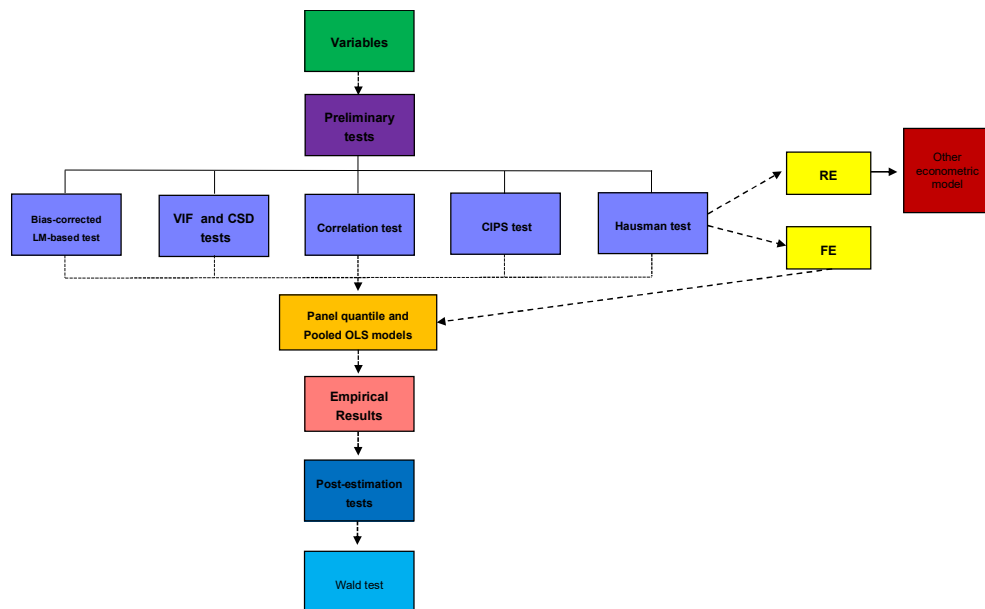 Variables
Preliminary
tests
Bias-corrected
LM-based test
VIF and CSD
tests
Correlation test
CIPS test
Hausman test
RE
Other
econometric
model
FE
Panel quantile and
Pooled OLS models
Empirical
Results
Post-estimation
tests
Wald test